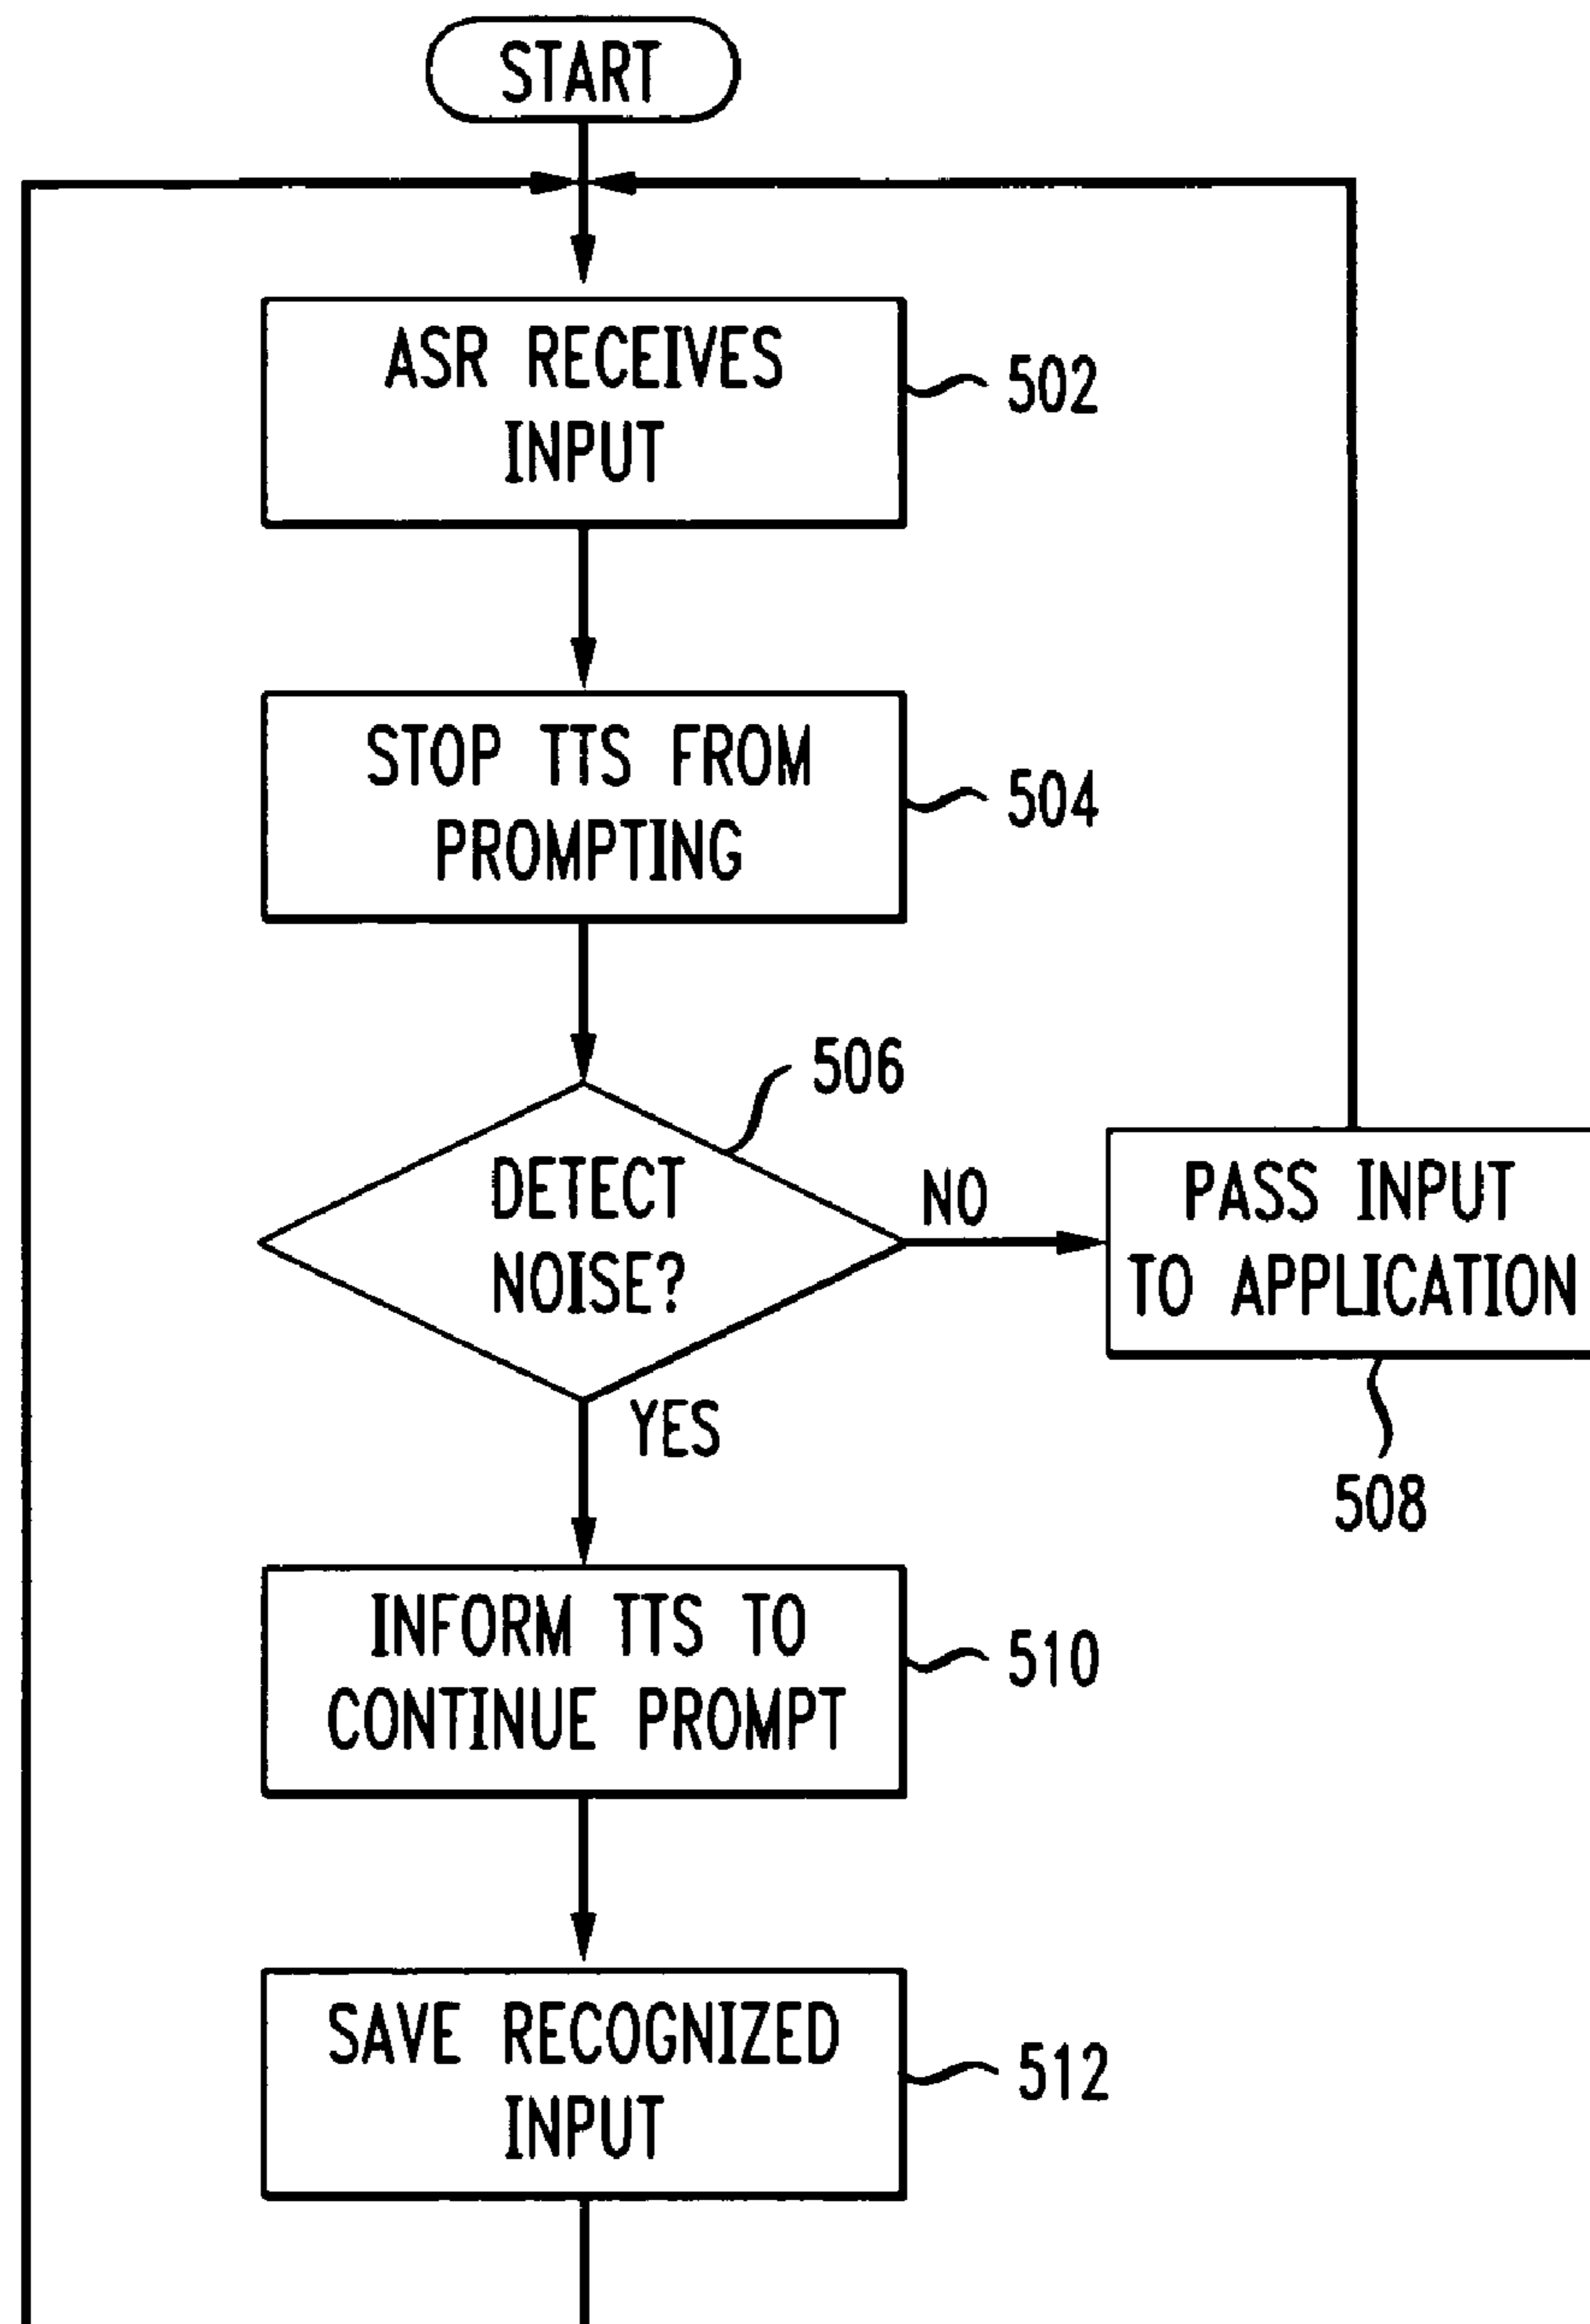 START
ASR RECEIVES
INPUT
502
STOP TTS FROM
PROMPTING
504
506
DETECT
NOISE?
NO
PASS INPUT
TO APPLICATION
508
YES
INFORM TTS TO
CONTINUE PROMPT
510
SAVE RECOGNIZED
INPUT
512